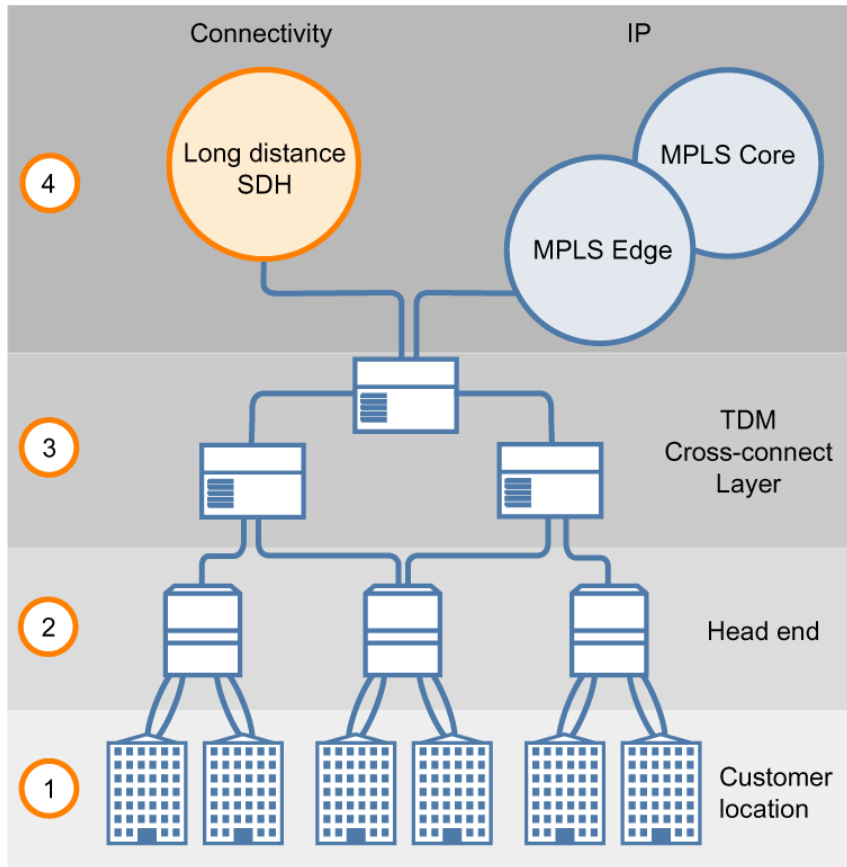 Connectivity
IP
Long distance
SDH
MPLS Core
MPLS Edge
4
3
TDM
Cross-connect
Layer
2
Head end
1
Customer
location